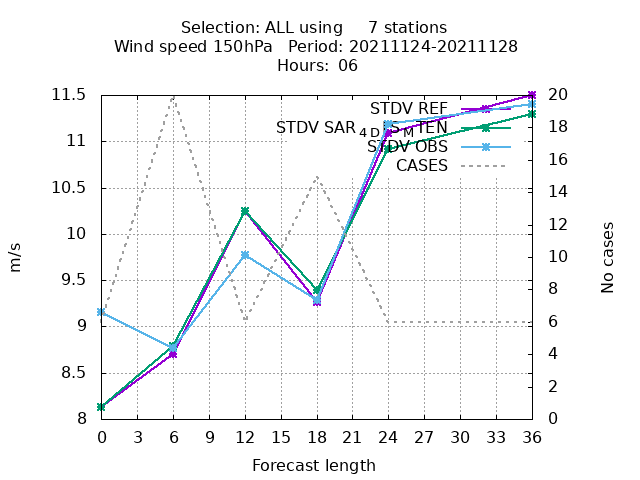 Selection: ALL using     7 stations
Wind speed 150hPa   Period: 20211124-20211128
Hours: 06
STDV REF
STDV SAR4D S MTEN
STDV OBS
CASES
m/s
No cases
11.5
11
10.5
10
9.5
9
8.5
8
20
18
16
14
12
10
8
6
4
2
0
0 3 6 9 12 15 18 21 24 27 30 33 36
Forecast length